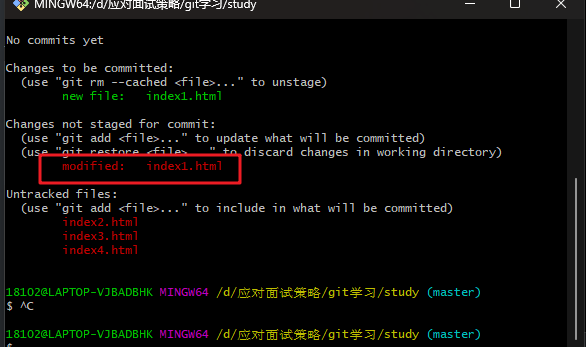 MINGW64:/d/应对面试策略/git学习/study
No commits yet
Changes to be committed:
(use "git rm --cached <file>..." to unstage)
new file:   index1.html
Changes not staged for commit:
(use "git add <file>..." to update what will be committed)
(use "git restore <file>..." to discard changes in working directory)
modified:   index1.html
Untracked files:
(use "git add <file>..." to include in what will be committed)
index2.html
index3.html
index4.html
18102@LAPTOP-VJBADBHK MINGW64 /d/应对面试策略/git学习/study (master)
$ ^C
18102@LAPTOP-VJBADBHK MINGW64 /d/应对面试策略/git学习/study (master)